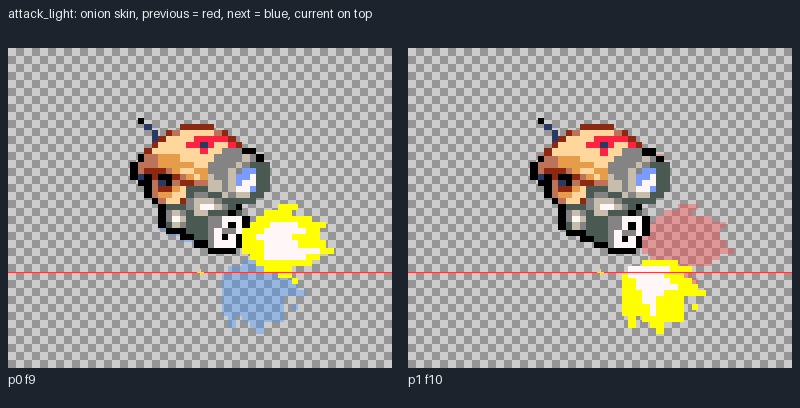 attack_light: onion skin, previous = red, next = blue, current on top
p0 f9
p1 f10